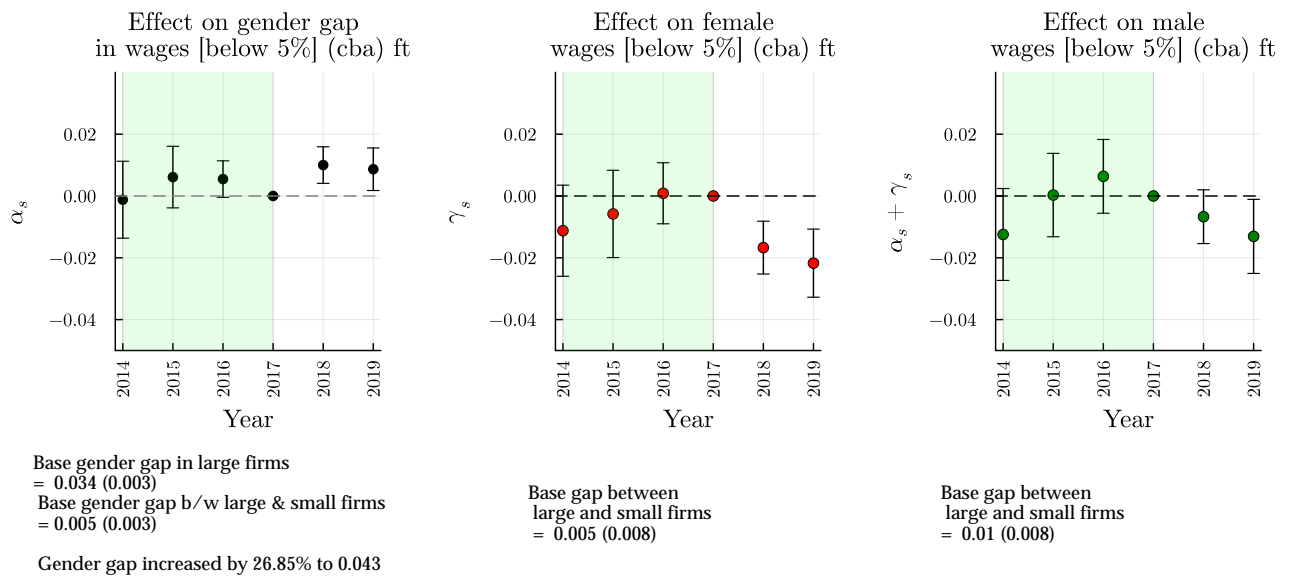 Effect on gender gap
in wages [below 5%] (cba) ft
0.02
0.00
−0.02
−0.04
α_s
2014
2015
2016
2017
2018
2019
Year
Base gender gap in large firms
= 0.034 (0.003)
Base gender gap b/w large & small firms
= 0.005 (0.003)
Gender gap increased by 26.85% to 0.043
Effect on female
wages [below 5%] (cba) ft
0.02
0.00
−0.02
−0.04
γ_s
2014
2015
2016
2017
2018
2019
Year
Base gap between
large and small firms
= 0.005 (0.008)
Effect on male
wages [below 5%] (cba) ft
0.02
0.00
−0.02
−0.04
α_s + γ_s
2014
2015
2016
2017
2018
2019
Year
Base gap between
large and small firms
= 0.01 (0.008)